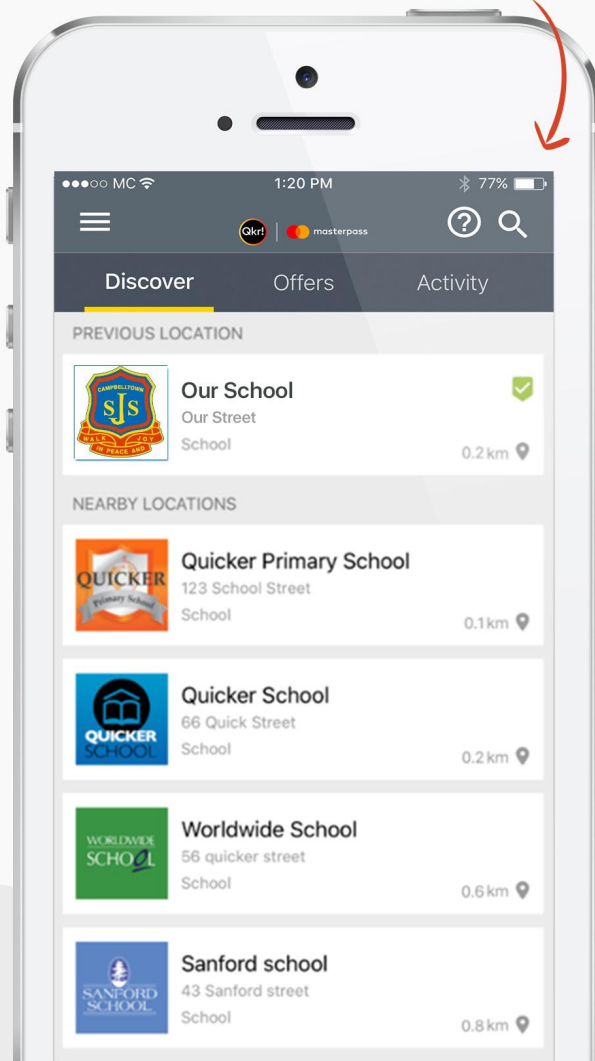 MC 1:20 PM 77%
Qkr! masterpass
Discover Offers Activity
PREVIOUS LOCATION
CAMPBELLTOWN
SJS
WALK JOY
IN PEACE AND
Our School
Our Street
School
0.2 km
NEARBY LOCATIONS
QUICKER
Primary School
Quicker Primary School
123 School Street
School
0.1 km
QUICKER
SCHOOL
Quicker School
66 Quick Street
School
0.2 km
WORLDWIDE
SCHOOL
Worldwide School
56 quicker street
School
0.6 km
SANFORD
SCHOOL
Sanford school
43 Sanford street
School
0.8 km